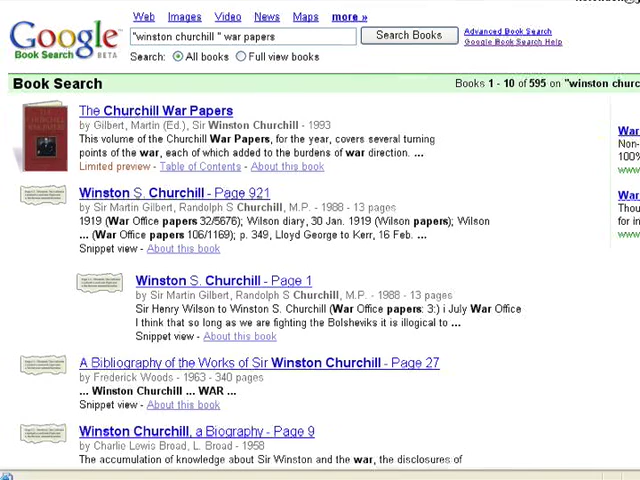 Web Images Video News Maps more »
Google™
Book Search BETA
"winston churchill " war papers
Search Books
Advanced Book Search
Google Book Search Help
Search: All books Full view books
Book Search
Books 1 - 10 of 595 on "winston churc
The Churchill War Papers
by Gilbert, Martin (Ed.), Sir Winston Churchill - 1993
This volume of the Churchill War Papers, for the year, covers several turning
points of the war, each of which added to the burdens of war direction. ...
Limited preview - Table of Contents - About this book
Winston S. Churchill - Page 921
by Sir Martin Gilbert, Randolph S Churchill, M.P. - 1988 - 13 pages
1919 (War Office papers 32/5676); Wilson diary, 30 Jan. 1919 (Wilson papers); Wilson
... (War Office papers 106/1169); p. 349, Lloyd George to Kerr, 16 Feb. ...
Snippet view - About this book
Winston S. Churchill - Page 1
by Sir Martin Gilbert, Randolph S Churchill, M.P. - 1988 - 13 pages
Sir Henry Wilson to Winston S. Churchill (War Office papers: 3:) i July War Office
I think that so long as we are fighting the Bolsheviks it is illogical to ...
Snippet view - About this book
A Bibliography of the Works of Sir Winston Churchill - Page 27
by Frederick Woods - 1963 - 340 pages
... Winston Churchill ... WAR ...
Snippet view - About this book
Winston Churchill, a Biography - Page 9
by Charlie Lewis Broad, L. Broad - 1958
The accumulation of knowledge about Sir Winston and the war, the disclosures of
War
Non-
100%
www
War
Thou
for in
www